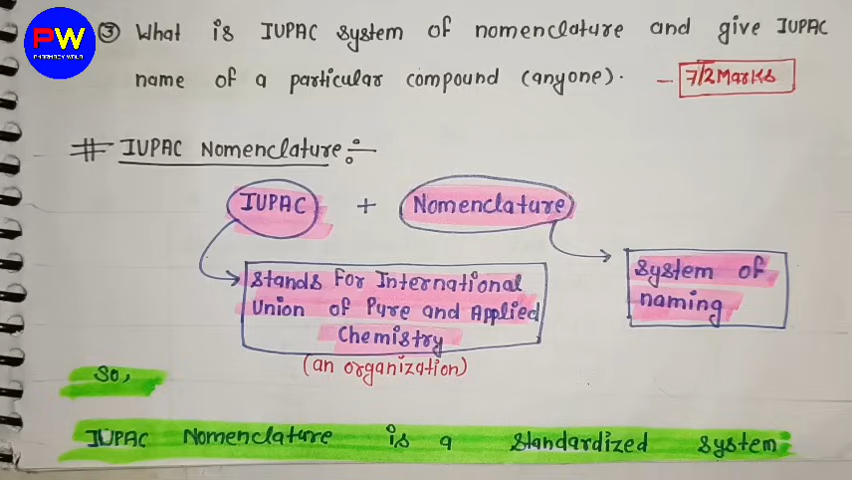 PW
PHARMACY WALA
③ What is IUPAC system of nomenclature and give IUPAC
name of a particular compound (anyone). - 7/2 Marks
# IUPAC Nomenclature ÷
IUPAC + Nomenclature
Stands For International
Union of Pure and Applied
Chemistry
(an organization)
System of
naming
So,
IUPAC Nomenclature is a Standardized System